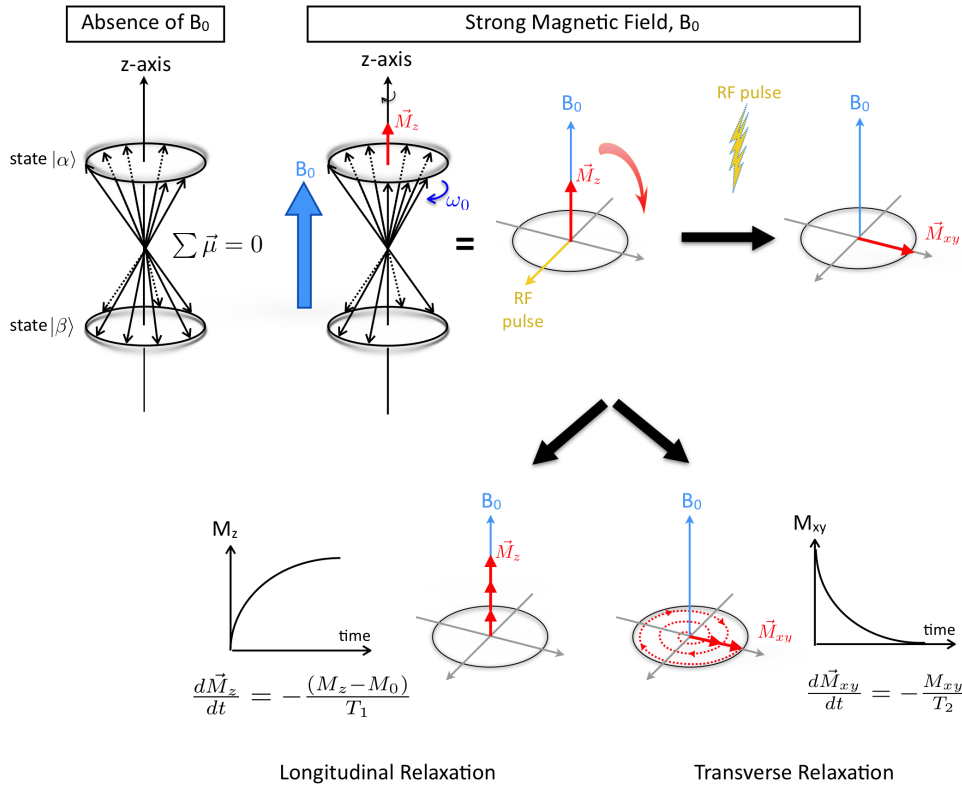 Absence of B₀
Strong Magnetic Field, B₀
z-axis
z-axis
RF pulse
B₀
B₀
M⃗z
state |α⟩
B₀
M⃗z
ω₀
∑ μ⃗ = 0
=
M⃗xy
RF
pulse
state |β⟩
B₀
B₀
Mz
Mxy
M⃗z
time
M⃗xy
time
dM⃗z/dt = −(Mz−M₀)/T₁
dM⃗xy/dt = −Mxy/T₂
Longitudinal Relaxation
Transverse Relaxation